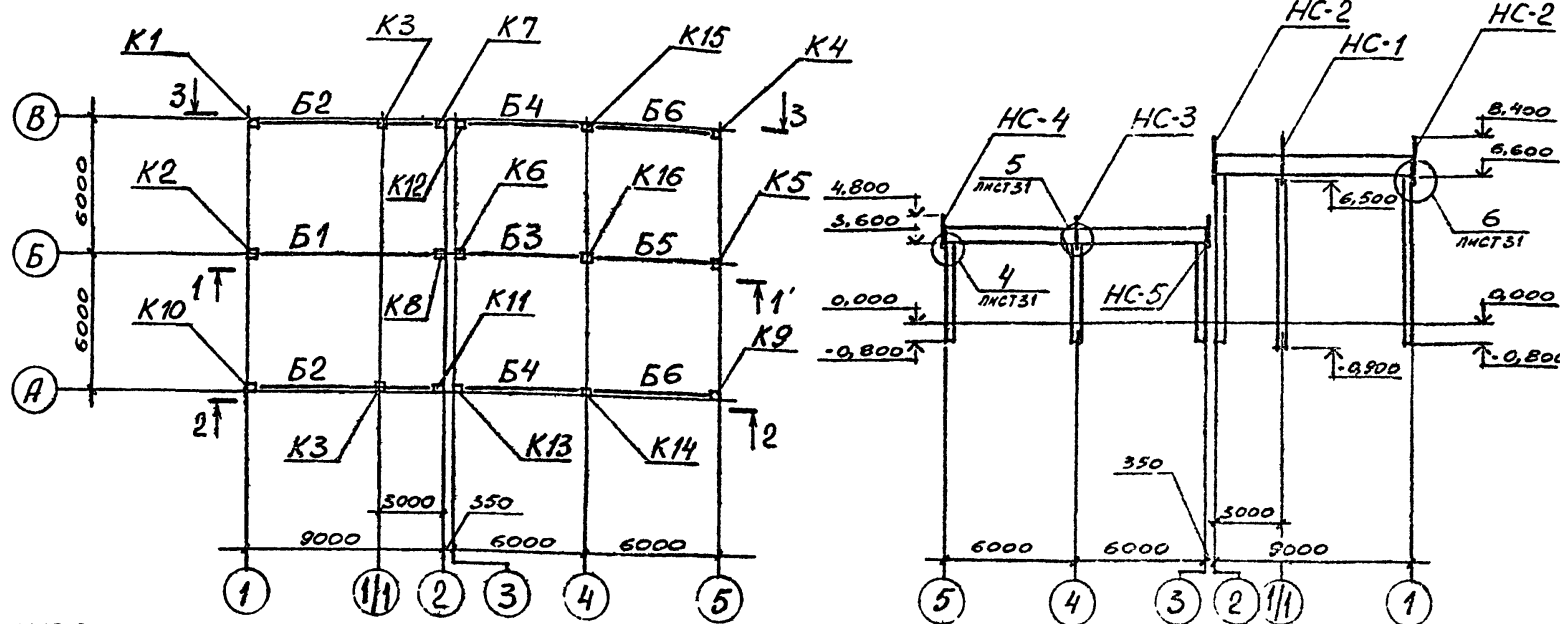 К1
К3
К7
К15
К4
В
3
Б2
Б4
Б6
3
6000
К2
К12
К6
К16
К5
Б
Б1
Б3
Б5
1
1'
6000
К10
К8
К11
К9
А
Б2
Б4
Б6
2
2
К3
К13
К14
3000
350
9000
6000
6000
1
1/1
2
3
4
5
НС-2
НС-1
НС-2
НС-4
НС-3
8,400
6,600
5
ЛИСТ 31
4,800
3,600
6,500
6
ЛИСТ 31
4
ЛИСТ 31
НС-5
0,000
0,000
-0,800
-0,900
-0,800
350
3000
6000
6000
9000
5
4
3
2
1/1
1